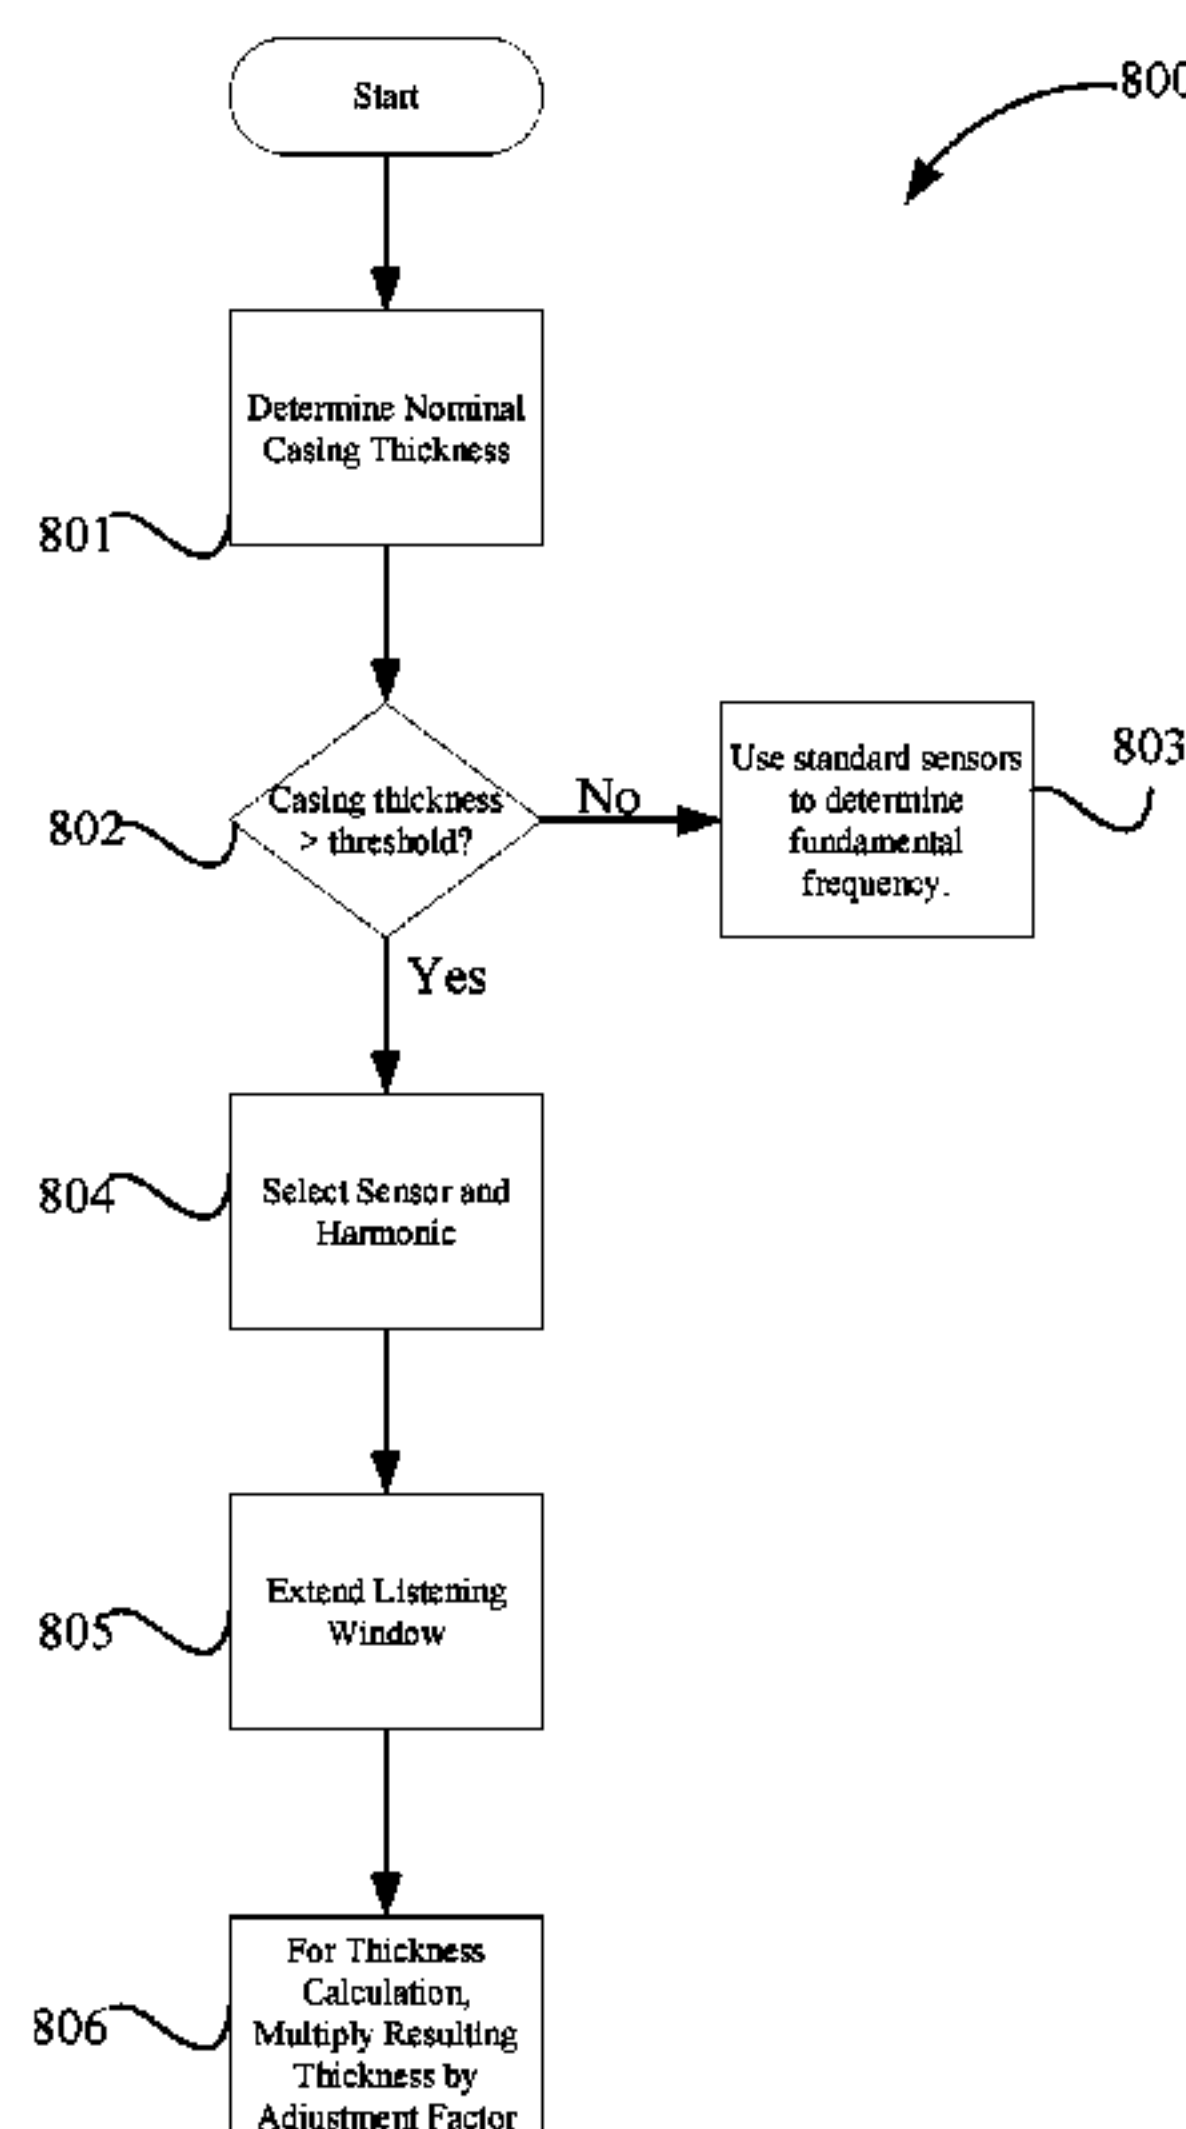 Start
800
Determine Nominal
Casing Thickness
801
Casing thickness
> threshold?
802
No
Use standard sensors
to determine
fundamental
frequency.
803
Yes
Select Sensor and
Harmonic
804
Extend Listening
Window
805
For Thickness
Calculation,
Multiply Resulting
Thickness by
Adjustment Factor
806